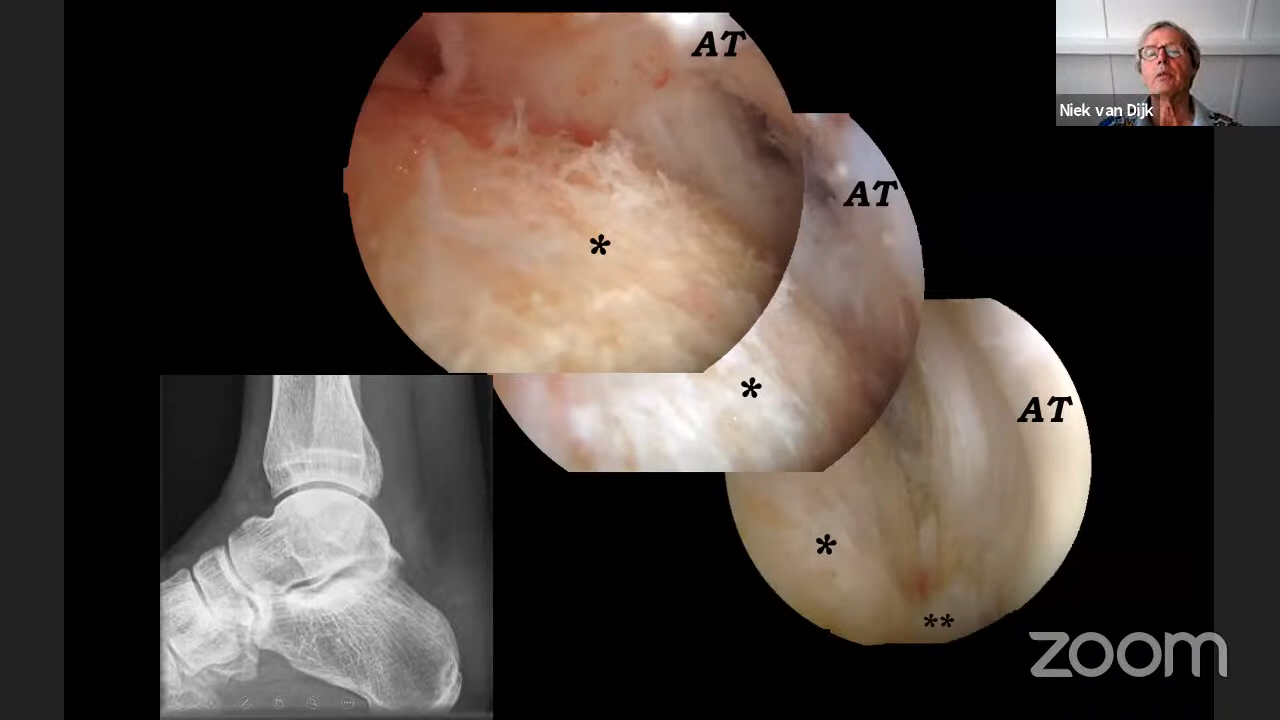 AT
Niek van Dijk
AT
*
*
AT
*
**
zoom